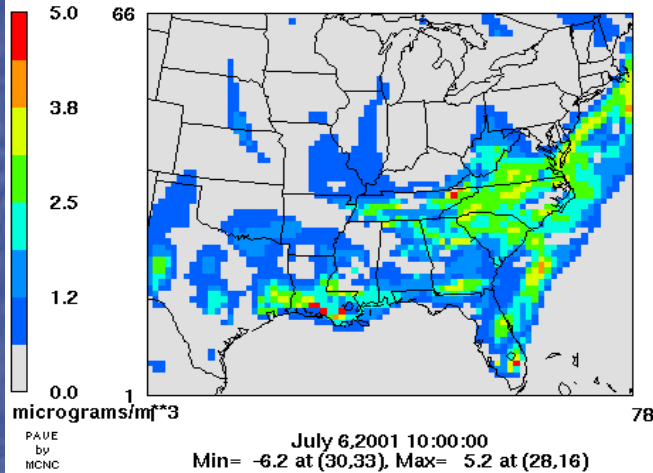 5.0
66
3.8
2.5
1.2
0.0
1
micrograms/m**3
78
PAVE
by
MCNC
July 6,2001 10:00:00
Min= -6.2 at (30,33), Max= 5.2 at (28,16)